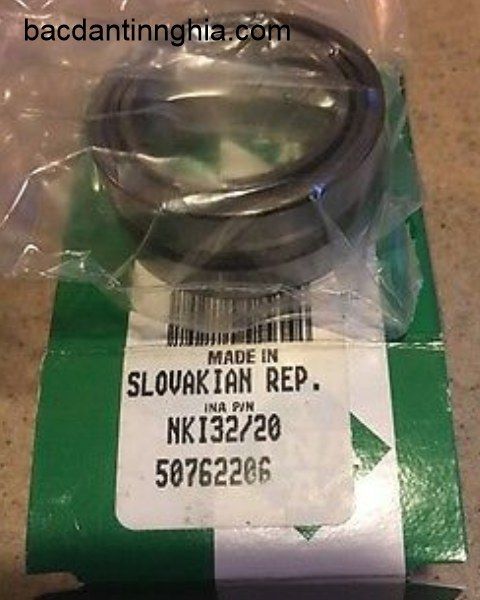 bacdantinnghia.com
MADE IN
SLOVAKIAN REP.
INA P/N
NKI32/20
50762206